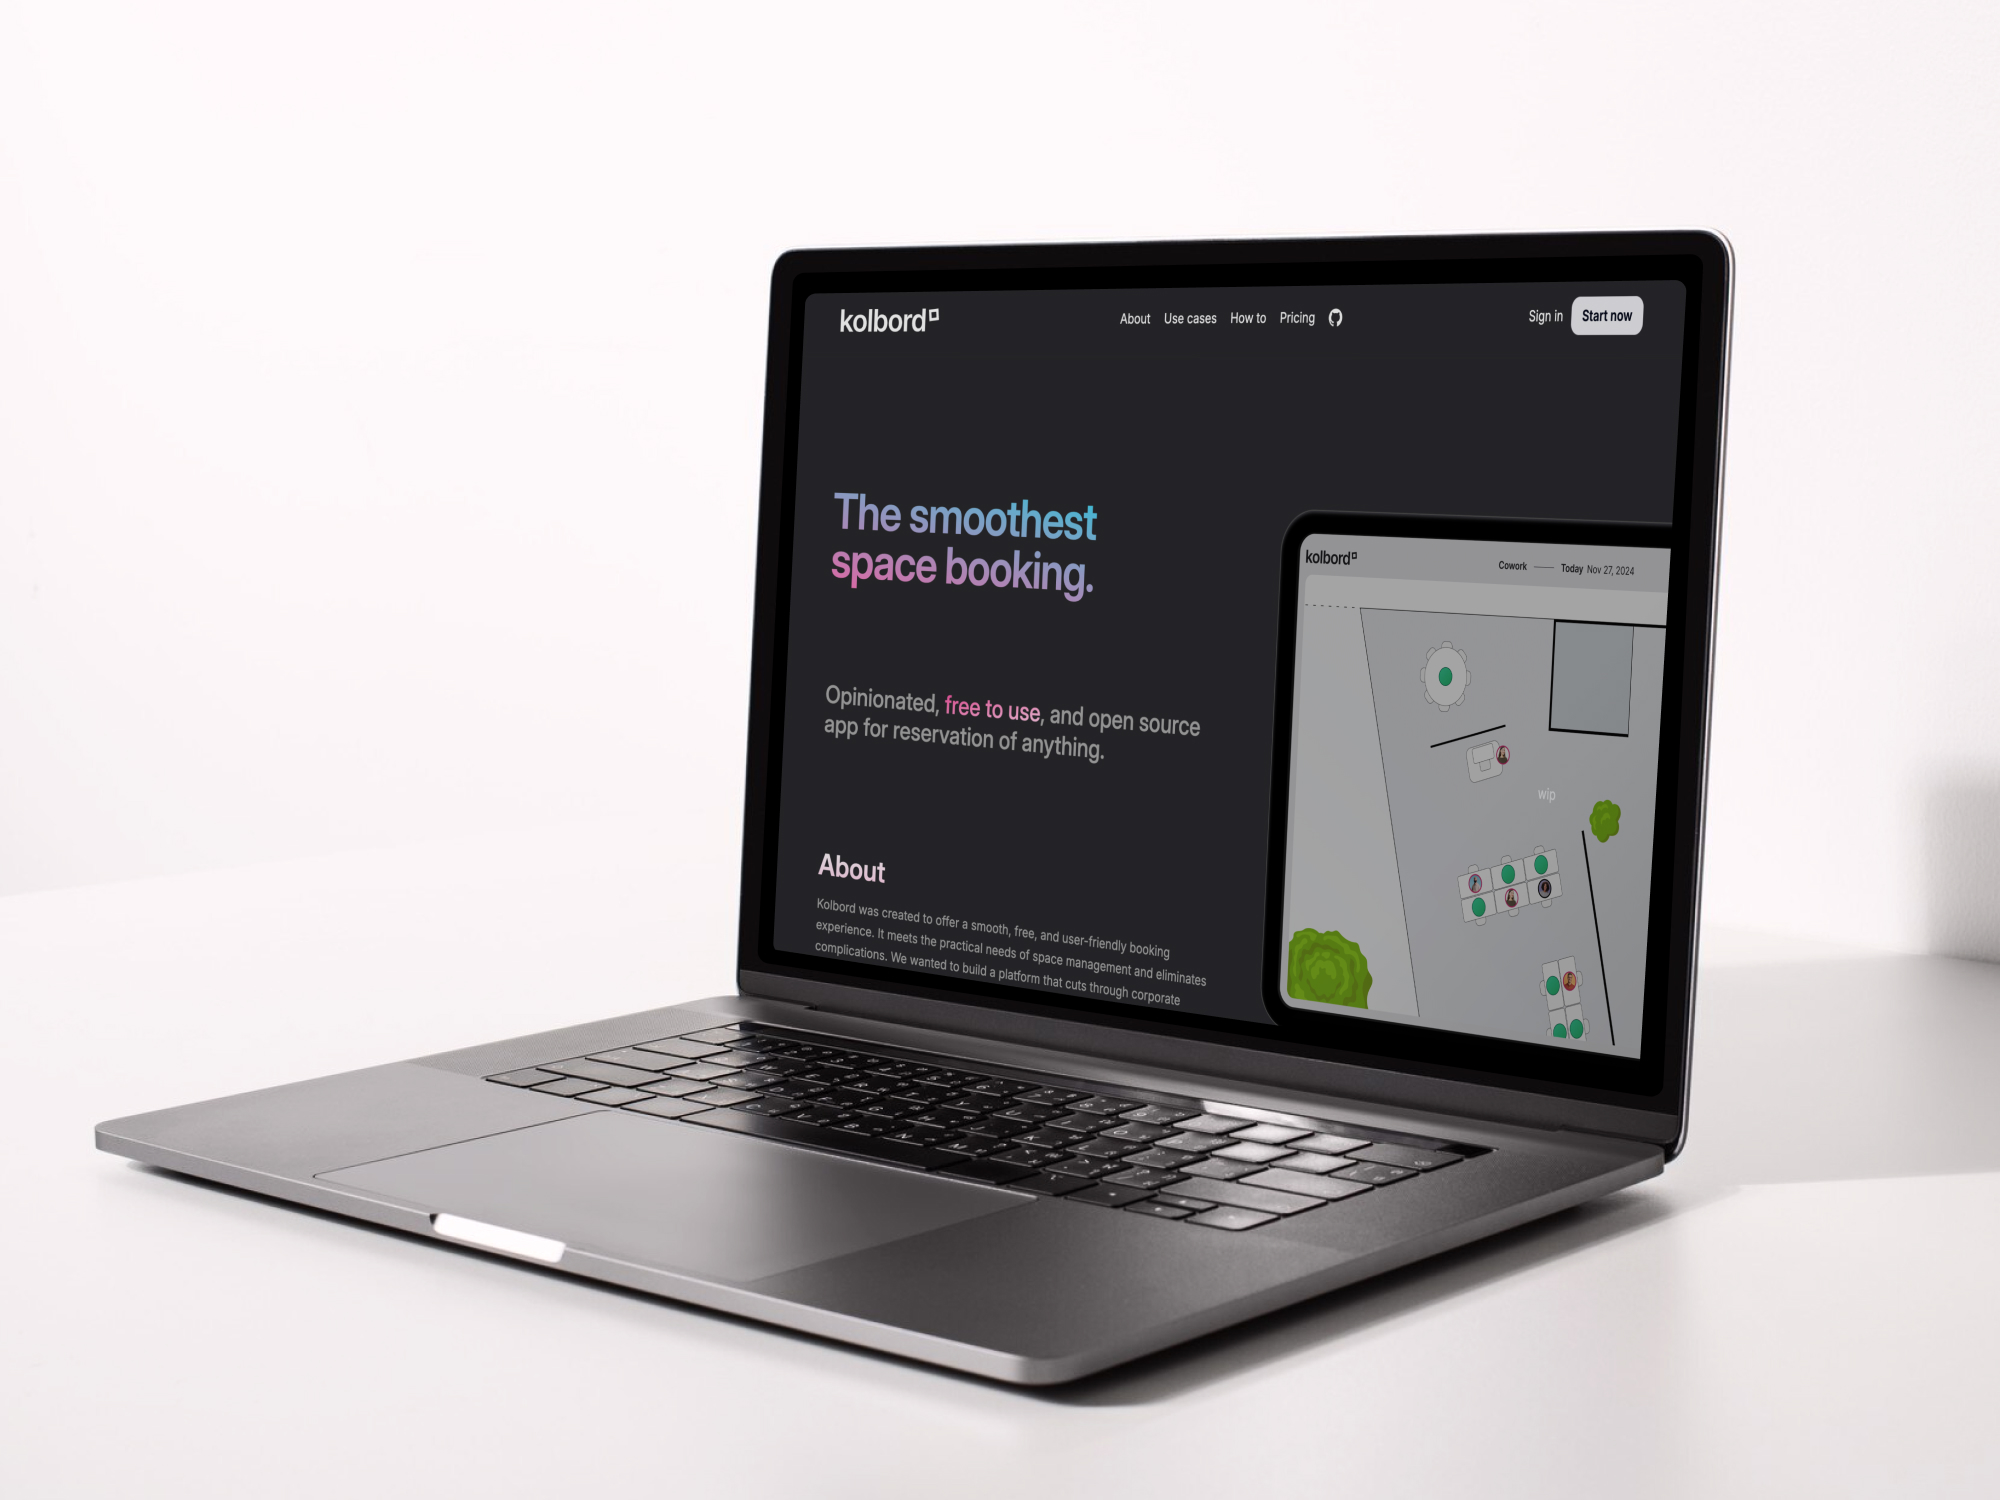 kolbord
About Use cases How to Pricing
Sign in Start now
The smoothest
space booking.
Opinionated, free to use, and open source
app for reservation of anything.
About
Kolbord was created to offer a smooth, free, and user-friendly booking
experience. It meets the practical needs of space management and eliminates
complications. We wanted to build a platform that cuts through corporate
kolbord
Cowork — Today Nov 27, 2024
wip